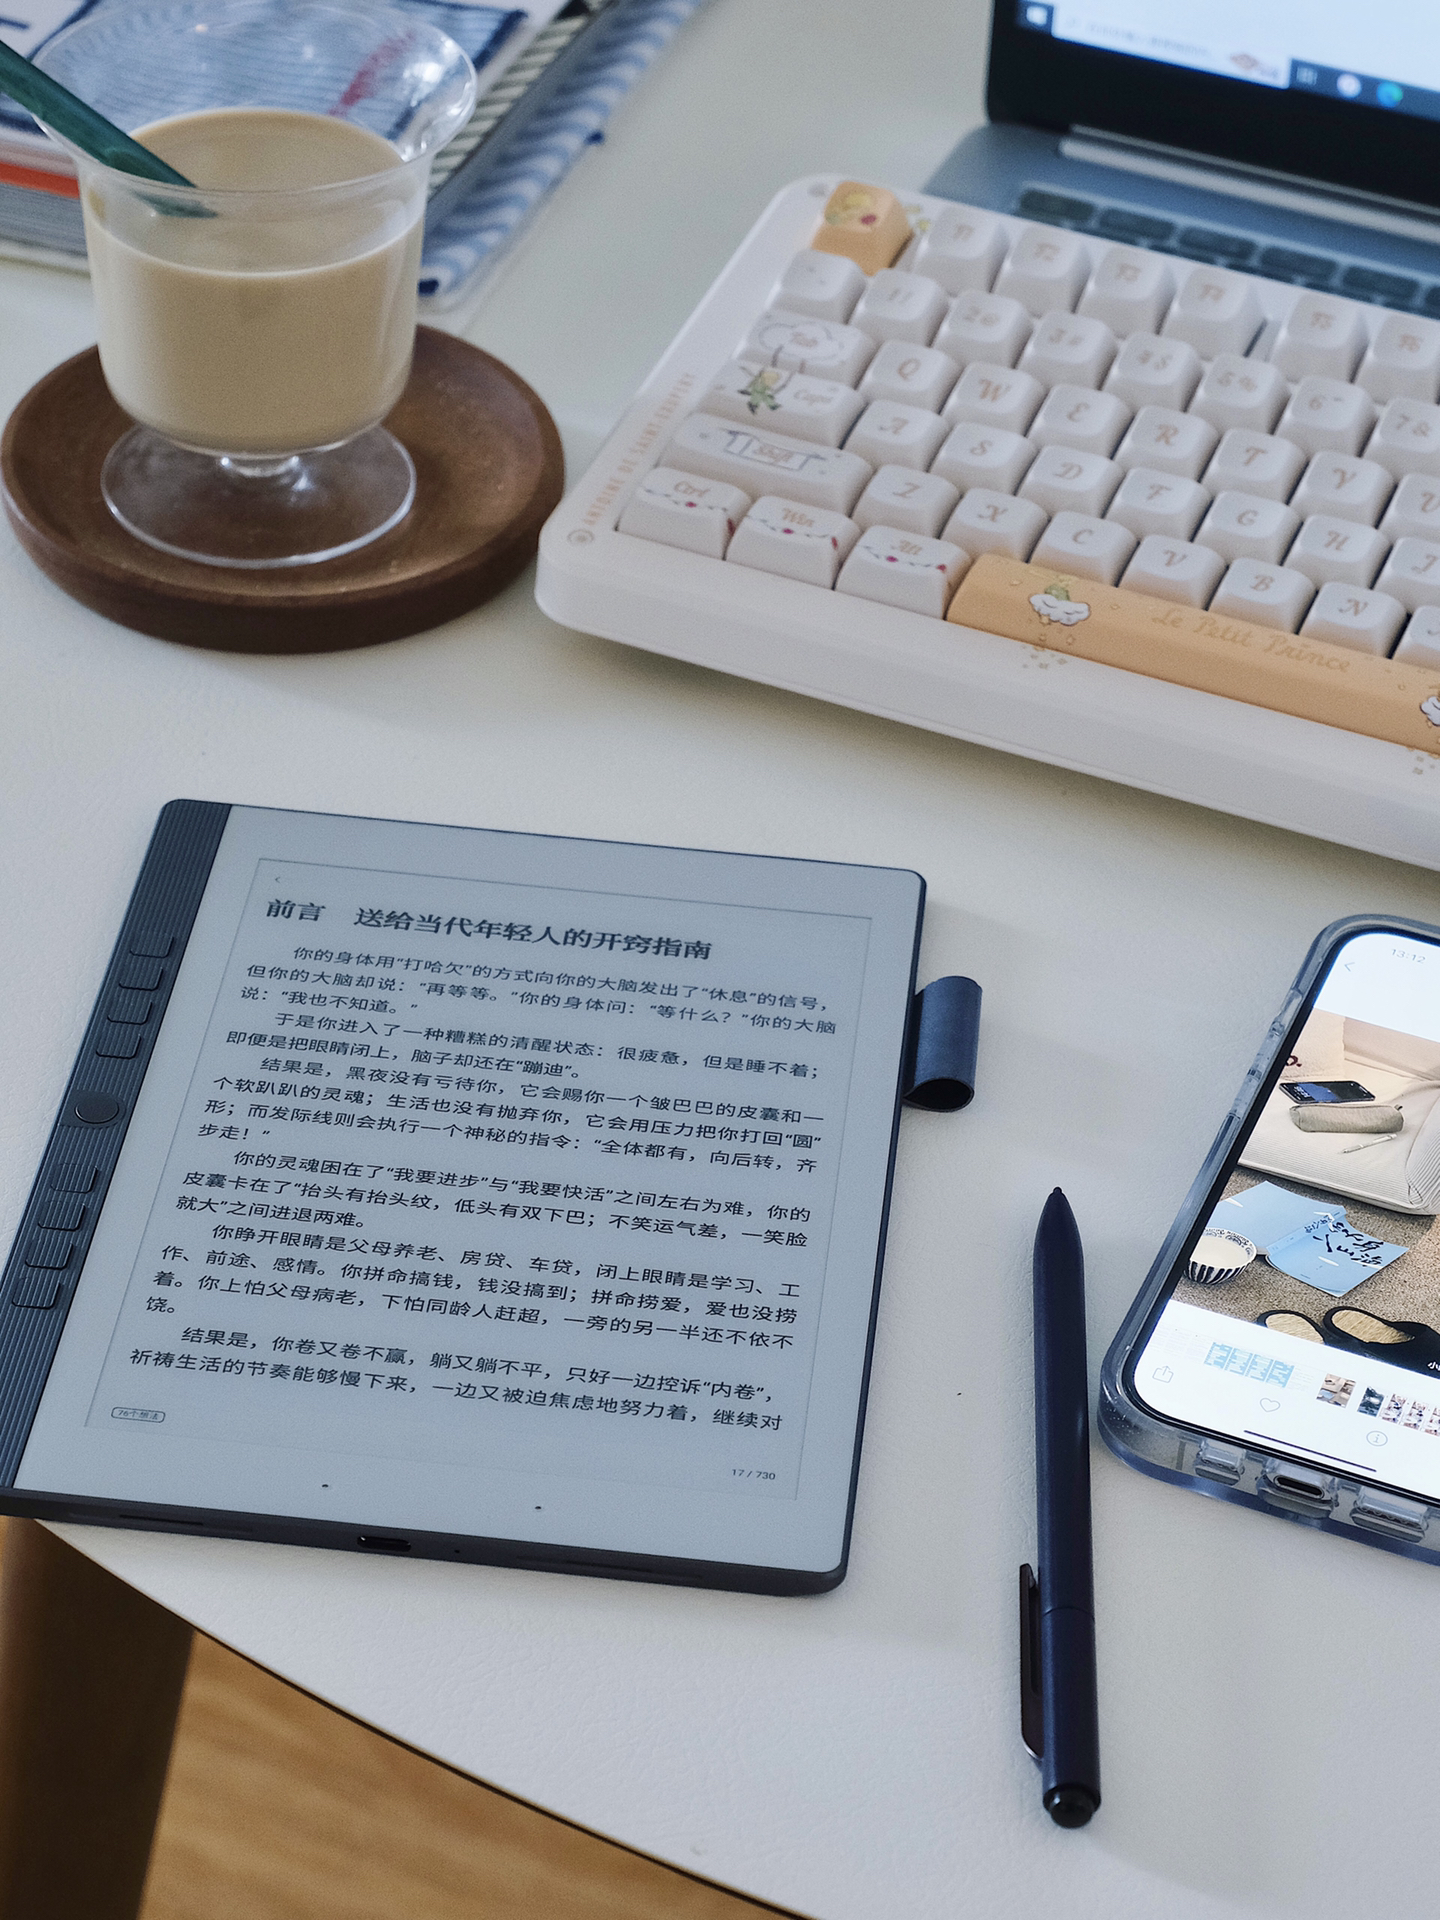 Tab
Caps
Shift
Ctrl
Win
Alt
Q
W
E
R
T
Y
U
A
S
D
F
G
H
J
Z
X
C
V
B
N
ANTOINE DE SAINT-EXUPERY
Le Petit Prince
前言 送给当代年轻人的开窍指南
你的身体用“打哈欠”的方式向你的大脑发出了“休息”的信号，
但你的大脑却说：“再等等。”你的身体问：“等什么？”你的大脑
说：“我也不知道。”
于是你进入了一种糟糕的清醒状态：很疲惫，但是睡不着；
即便是把眼睛闭上，脑子却还在“蹦迪”。
结果是，黑夜没有亏待你，它会赐你一个皱巴巴的皮囊和一
个软趴趴的灵魂；生活也没有抛弃你，它会用压力把你打回“圆”
形；而发际线则会执行一个神秘的指令：“全体都有，向后转，齐
步走！”
你的灵魂困在了“我要进步”与“我要快活”之间左右为难，你的
皮囊卡在了“抬头有抬头纹，低头有双下巴；不笑运气差，一笑脸
就大”之间进退两难。
你睁开眼睛是父母养老、房贷、车贷，闭上眼睛是学习、工
作、前途、感情。你拼命搞钱，钱没搞到；拼命捞爱，爱也没捞
着。你上怕父母病老，下怕同龄人赶超，一旁的另一半还不依不
饶。
结果是，你卷又卷不赢，躺又躺不平，只好一边控诉“内卷”，
祈祷生活的节奏能够慢下来，一边又被迫焦虑地努力着，继续对
76个想法
17 / 730
13:12